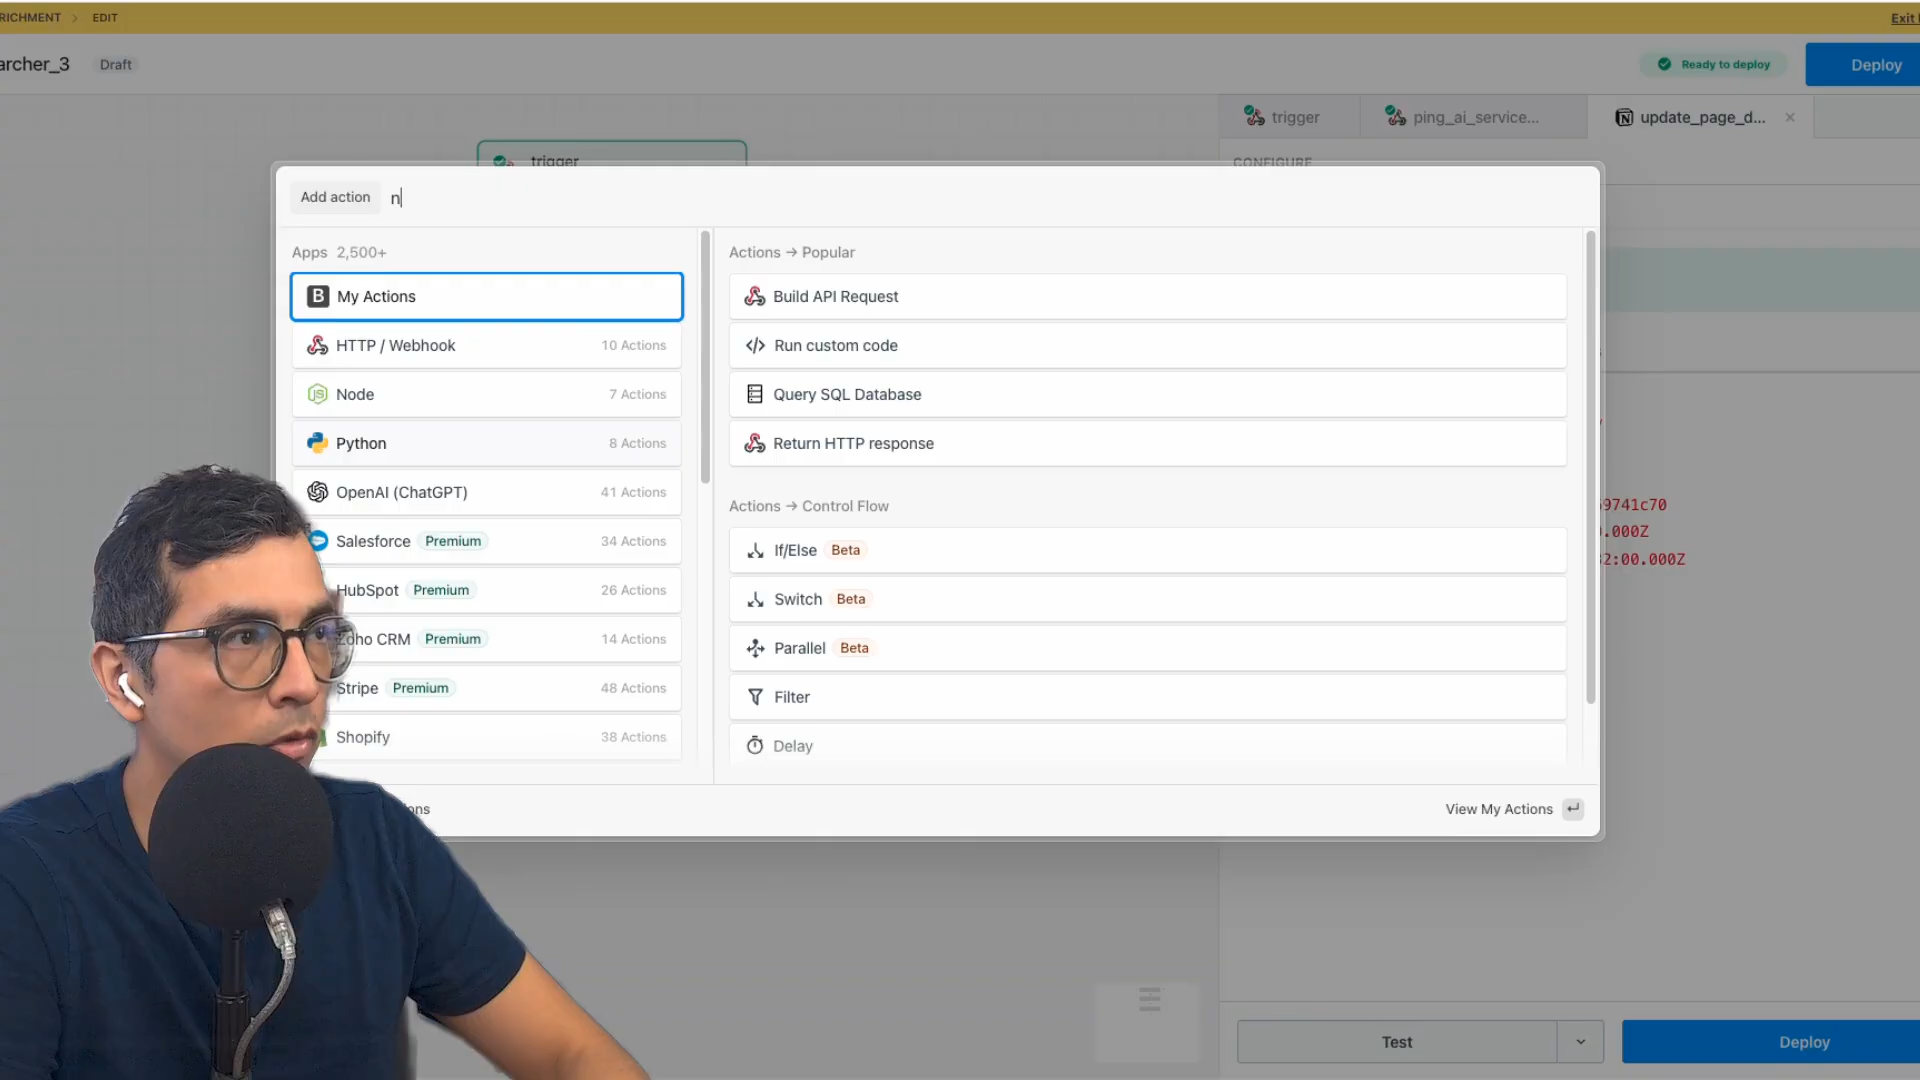 RICHMENT > EDIT
Exit
archer_3 Draft
Ready to deploy
Deploy
trigger
ping_ai_service...
update_page_d...
trigger
CONFIGURE
Add action n
Apps 2,500+
My Actions
HTTP / Webhook 10 Actions
Node 7 Actions
Python 8 Actions
OpenAI (ChatGPT) 41 Actions
Salesforce Premium 34 Actions
HubSpot Premium 26 Actions
oho CRM Premium 14 Actions
Stripe Premium 48 Actions
Shopify 38 Actions
ons
Actions → Popular
Build API Request
Run custom code
Query SQL Database
Return HTTP response
Actions → Control Flow
If/Else Beta
Switch Beta
Parallel Beta
Filter
Delay
View My Actions
9741c70
.000Z
2:00.000Z
Test
Deploy